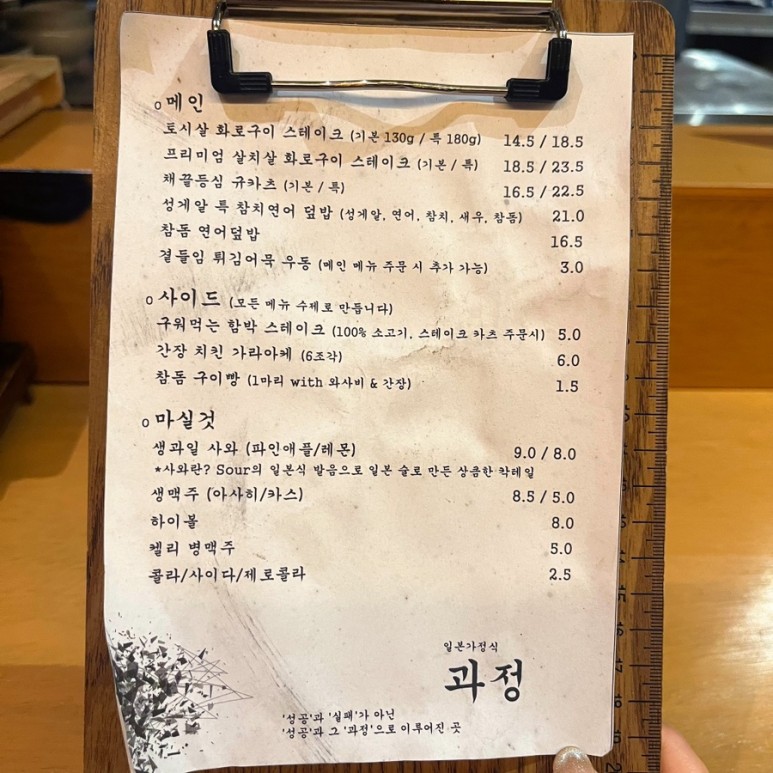 o메인
토시살 화로구이 스테이크 (기본 130g / 특 180g) 14.5 / 18.5
프리미엄 살치살 화로구이 스테이크 (기본 / 특) 18.5 / 23.5
채끝등심 규카츠 (기본 / 특) 16.5 / 22.5
성게알 특 참치연어 덮밥 (성게알, 연어, 참치, 새우, 참돔) 21.0
참돔 연어덮밥 16.5
곁들임 튀김어묵 우동 (메인 메뉴 주문 시 추가 가능) 3.0
o사이드 (모든 메뉴 수제로 만듭니다)
구워먹는 함박 스테이크 (100% 소고기, 스테이크 카츠 주문시) 5.0
간장 치킨 가라아케 (6조각) 6.0
참돔 구이빵 (1마리 with 와사비 & 간장) 1.5
o마실것
생과일 사와 (파인애플/레몬) 9.0 / 8.0
*사와란? Sour의 일본식 발음으로 일본 술로 만든 상큼한 칵테일
생맥주 (아사히/카스) 8.5 / 5.0
하이볼 8.0
켈리 병맥주 5.0
콜라/사이다/제로콜라 2.5
일본가정식
과정
'성공'과 '실패'가 아닌
'성공'과 그 '과정'으로 이루어진 곳